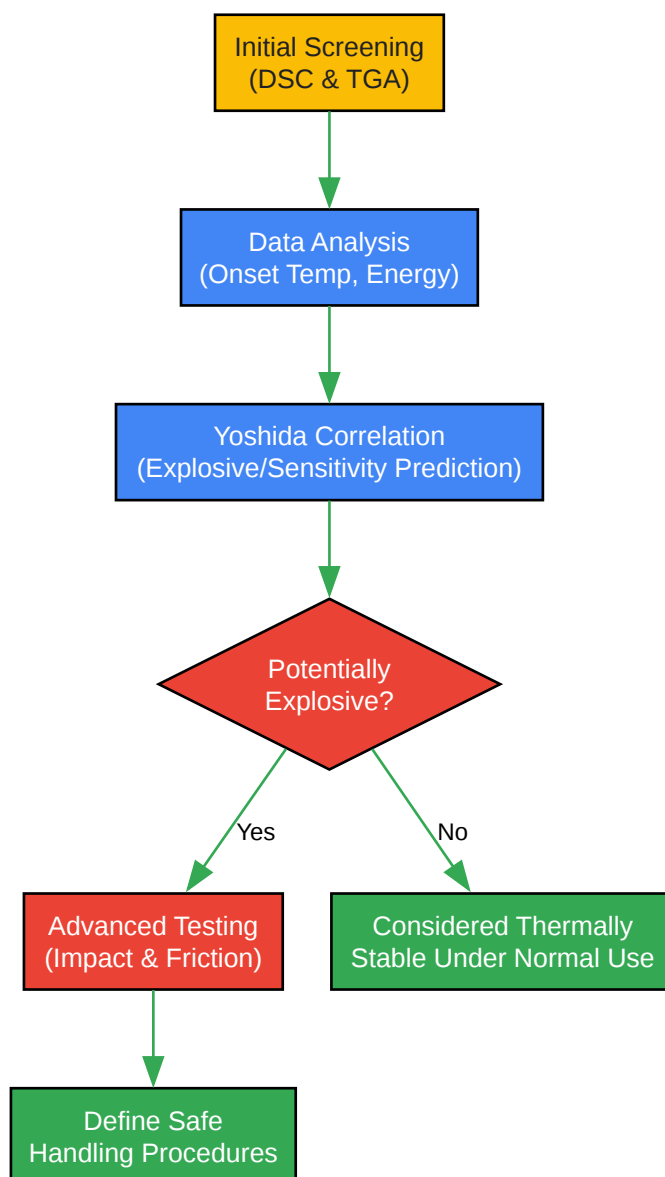 Initial Screening
(DSC & TGA)
Data Analysis
(Onset Temp, Energy)
Yoshida Correlation
(Explosive/Sensitivity Prediction)
Potentially
Explosive?
Yes
No
Advanced Testing
(Impact & Friction)
Considered Thermally
Stable Under Normal Use
Define Safe
Handling Procedures